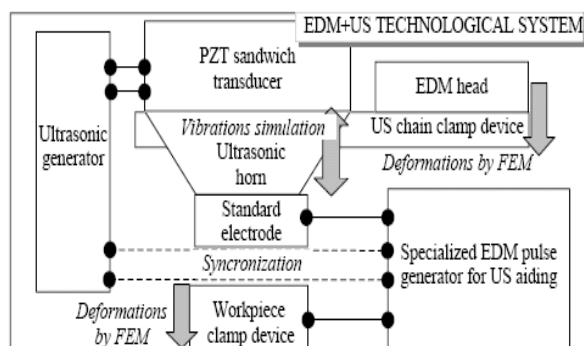 EDM+US TECHNOLOGICAL SYSTEM
PZT sandwich
transducer
EDM head
Ultrasonic
generator
Vibrations simulation
US chain clamp device
Ultrasonic
horn
Deformations by FEM
Standard
electrode
Syncronization
Specialized EDM pulse
generator for US aiding
Deformations
by FEM
Workpiece
clamp device